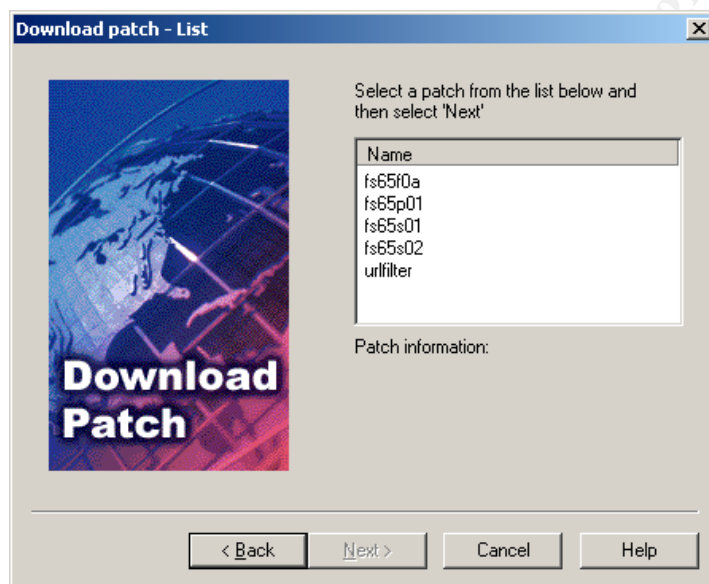 Download patch - List
Select a patch from the list below and
then select 'Next'
Name
fs65f0a
fs65p01
fs65s01
fs65s02
urlfilter
Patch information:
Download
Patch
< Back
Next >
Cancel
Help